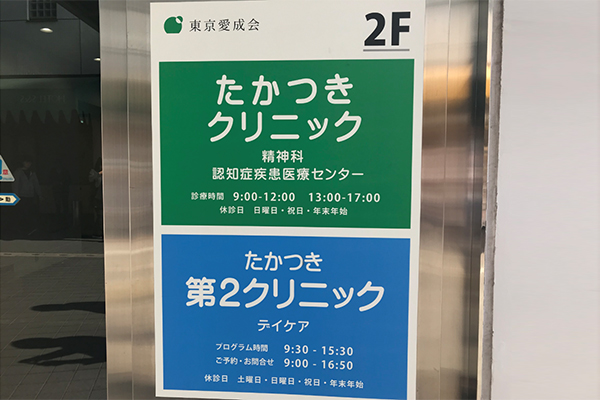 東京愛成会
2F
たかつき
クリニック
精神科
認知症疾患医療センター
診療時間 9:00-12:00 13:00-17:00
休診日 日曜日・祝日・年末年始
たかつき
第2クリニック
デイケア
プログラム時間 9:30 - 15:30
ご予約・お問合せ 9:00 - 16:50
休診日 土曜日・日曜日・祝日・年末年始